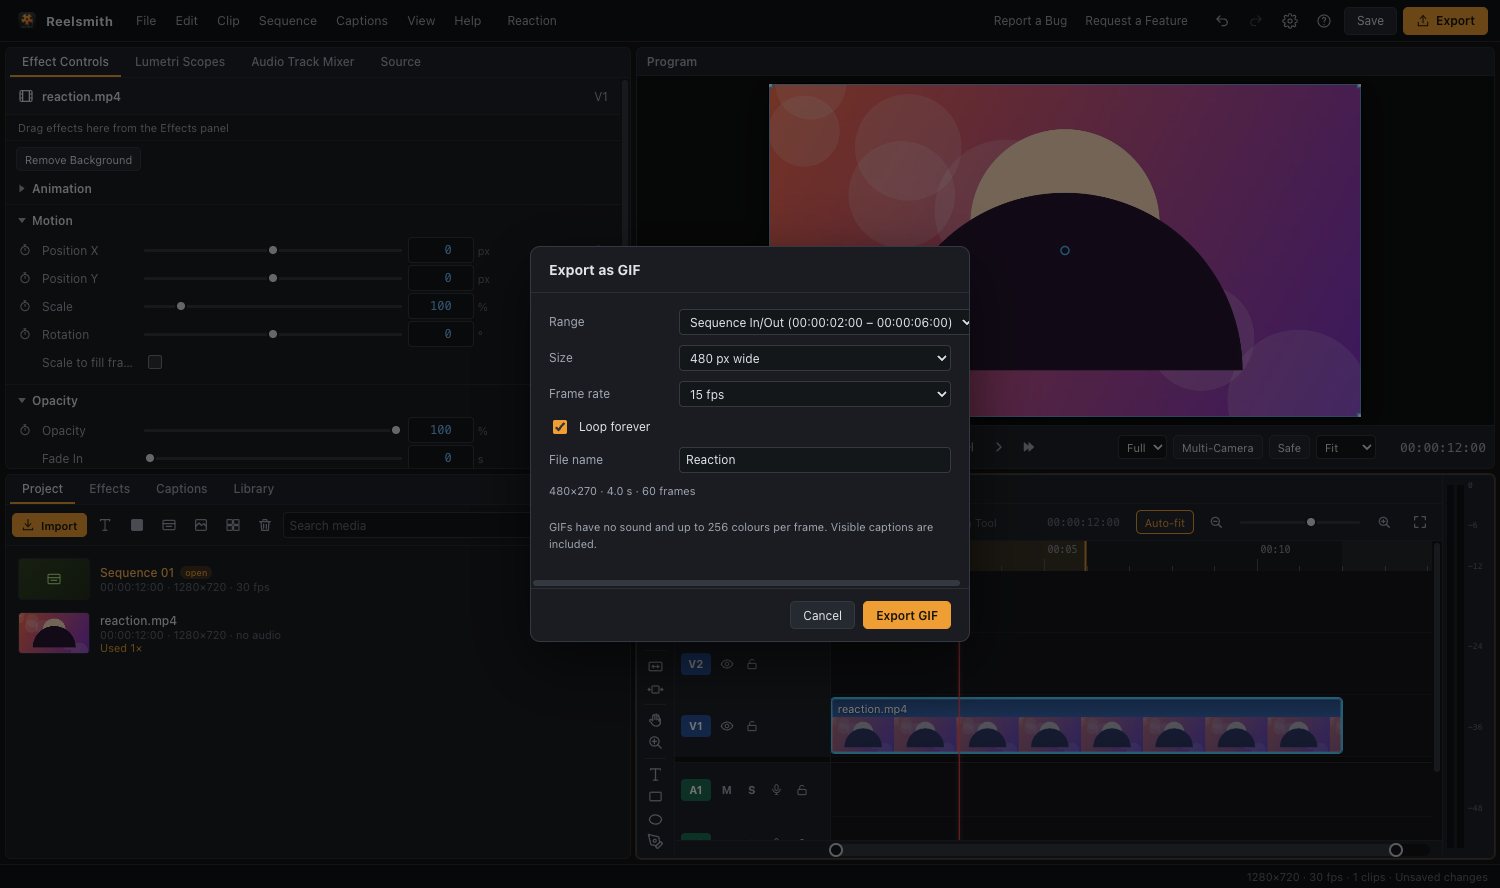 Reelsmith File Edit Clip Sequence Captions View Help Reaction Report a Bug Request a Feature Save Export
Effect Controls Lumetri Scopes Audio Track Mixer Source
reaction.mp4 V1
Drag effects here from the Effects panel
Remove Background
Animation
Motion
Position X 0 px
Position Y 0 px
Scale 100 %
Rotation 0 °
Scale to fill fra...
Opacity
Opacity 100 %
Fade In 0 s
Program
Full Multi-Camera Safe Fit 00:00:12:00
Export as GIF
Range Sequence In/Out (00:00:02:00 – 00:00:06:00)
Size 480 px wide
Frame rate 15 fps
Loop forever
File name Reaction
480×270 · 4.0 s · 60 frames
GIFs have no sound and up to 256 colours per frame. Visible captions are
included.
Cancel Export GIF
Project Effects Captions Library
Import Search media
Sequence 01 open
00:00:12:00 · 1280×720 · 30 fps
reaction.mp4
00:00:12:00 · 1280×720 · no audio
Used 1×
Tool 00:00:12:00 Auto-fit
00:05 00:10
V2
V1
reaction.mp4
A1 M S
0
-6
-12
-24
-36
-48
1280×720 · 30 fps · 1 clips · Unsaved changes